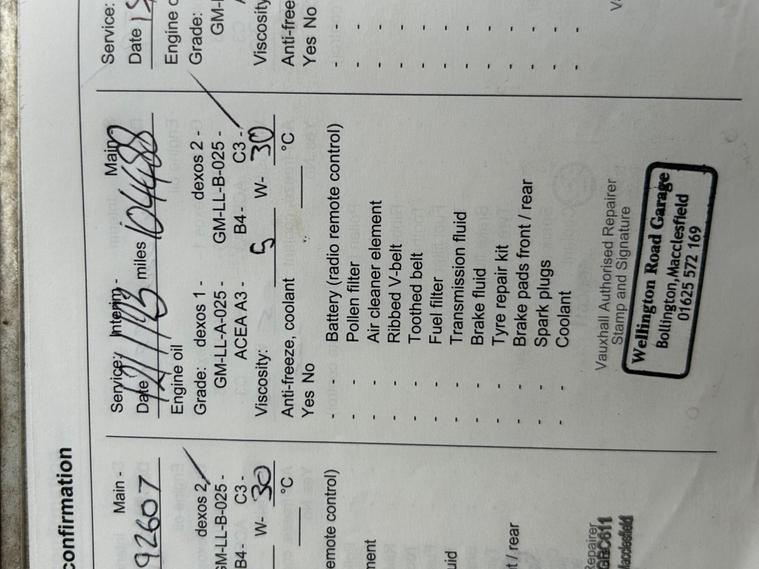 confirmation
Main -
92607
dexos 2
GM-LL-B-025 -
B4- C3 -
W- 30
°C
remote control)
ment
uid
t / rear
Repairer
Macclesfield
Service: Interim - Main -
Date miles 104488
Engine oil
Grade: dexos 1 - dexos 2 -
GM-LL-A-025 - GM-LL-B-025 -
ACEA A3 - B4 - C3 -
Viscosity: 5 W- 30
Anti-freeze, coolant °C
Yes No
- - Battery (radio remote control)
- - Pollen filter
- - Air cleaner element
- - Ribbed V-belt
- - Toothed belt
- - Fuel filter
- - Transmission fluid
- - Brake fluid
- - Tyre repair kit
- - Brake pads front / rear
- - Spark plugs
- - Coolant
Vauxhall Authorised Repairer
Stamp and Signature
Wellington Road Garage
Bollington, Macclesfield
01625 572 169
Service:
Date
Engine o
Grade:
GM-
Viscosity
Anti-free
Yes No